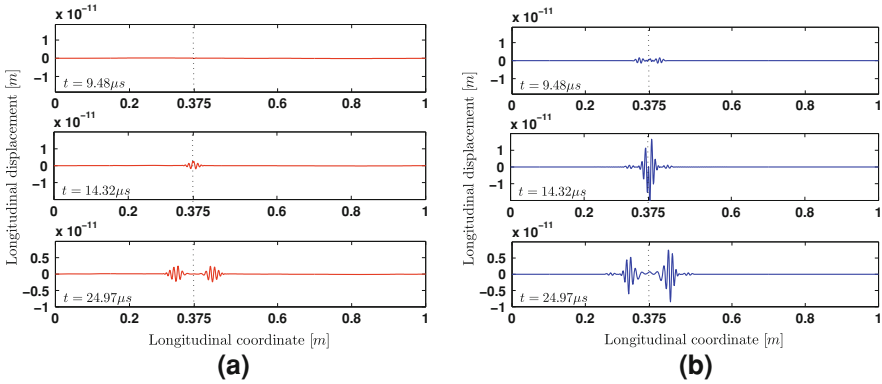 x 10⁻¹¹
1
0
−1
t = 9.48μs
0 0.2 0.375 0.6 0.8 1
x 10⁻¹¹
1
0
−1
t = 14.32μs
0 0.2 0.375 0.6 0.8 1
x 10⁻¹¹
0.5
0
−0.5
−1
t = 24.97μs
0 0.2 0.375 0.6 0.8 1
Longitudinal displacement [m]
Longitudinal coordinate [m]
(a)
x 10⁻¹¹
1
0
−1
t = 9.48μs
0 0.2 0.375 0.6 0.8 1
x 10⁻¹¹
1
0
−1
t = 14.32μs
0 0.2 0.375 0.6 0.8 1
x 10⁻¹¹
0.5
0
−0.5
−1
t = 24.97μs
0 0.2 0.375 0.6 0.8 1
Longitudinal displacement [m]
Longitudinal coordinate [m]
(b)